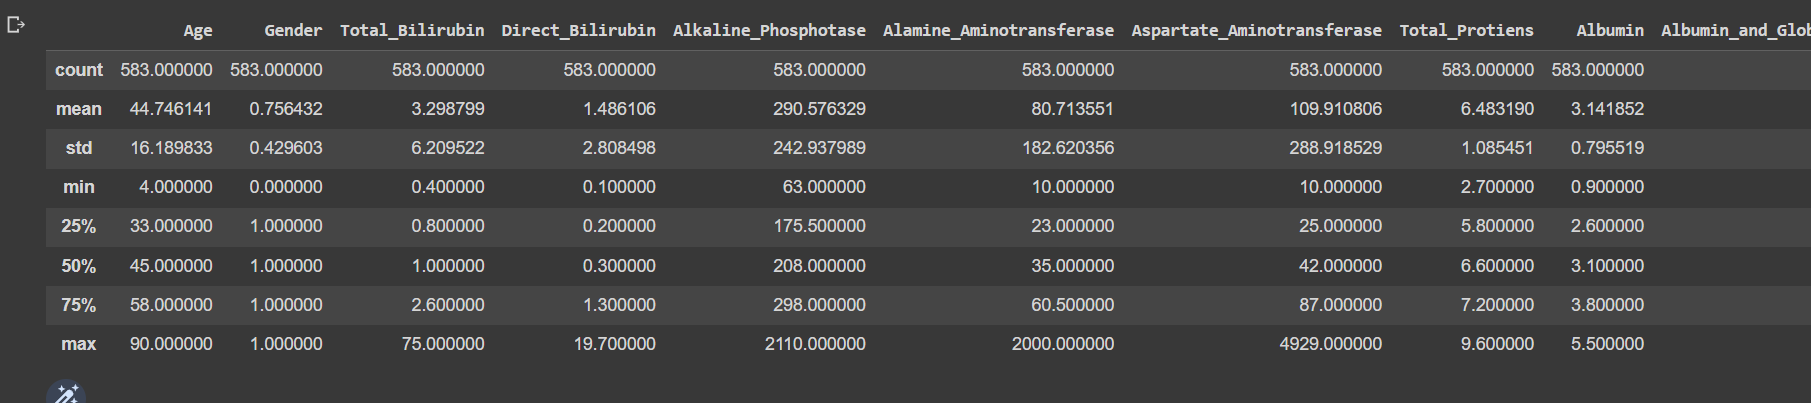 Age Gender Total_Bilirubin Direct_Bilirubin Alkaline_Phosphotase Alamine_Aminotransferase Aspartate_Aminotransferase Total_Protiens Albumin Albumin_and_Glob
count 583.000000 583.000000 583.000000 583.000000 583.000000 583.000000 583.000000 583.000000 583.000000
mean 44.746141 0.756432 3.298799 1.486106 290.576329 80.713551 109.910806 6.483190 3.141852
std 16.189833 0.429603 6.209522 2.808498 242.937989 182.620356 288.918529 1.085451 0.795519
min 4.000000 0.000000 0.400000 0.100000 63.000000 10.000000 10.000000 2.700000 0.900000
25% 33.000000 1.000000 0.800000 0.200000 175.500000 23.000000 25.000000 5.800000 2.600000
50% 45.000000 1.000000 1.000000 0.300000 208.000000 35.000000 42.000000 6.600000 3.100000
75% 58.000000 1.000000 2.600000 1.300000 298.000000 60.500000 87.000000 7.200000 3.800000
max 90.000000 1.000000 75.000000 19.700000 2110.000000 2000.000000 4929.000000 9.600000 5.500000